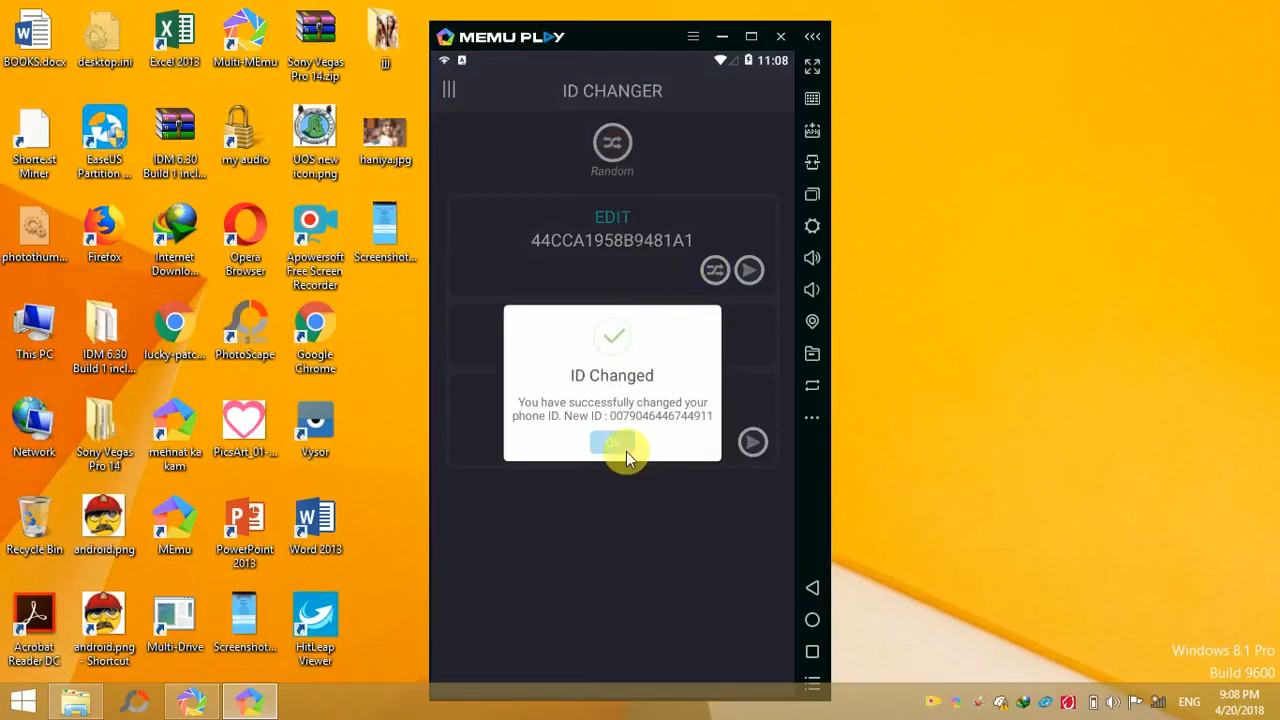 BOOKS.docx
desktop.ini
Excel 2013
Multi-MEmu
Sony Vegas
Pro 14.zip
jjj
Shorte.st
Miner
EaseUS
Partition ...
IDM 6.30
Build 1 incl...
my audio
UOS new
icon.png
haniya.jpg
photothum...
Firefox
Internet
Downlo...
Opera
Browser
Apowersoft
Free Screen
Recorder
Screenshot...
This PC
IDM 6.30
Build 1 incl...
lucky-patc...
PhotoScape
Google
Chrome
Network
Sony Vegas
Pro 14
mehnat ka
kam
PicsArt_01-...
Vysor
Recycle Bin
android.png
MEmu
PowerPoint
2013
Word 2013
Acrobat
Reader DC
android.png
- Shortcut
Multi-Drive
Screenshot...
HitLeap
Viewer
MEMU PLAY
11:08
ID CHANGER
Random
EDIT
44CCA1958B9481A1
ID Changed
You have successfully changed your
phone ID. New ID : 0079046446744911
Ok
APK
Windows 8.1 Pro
Build 9600
ENG
9:08 PM
4/20/2018